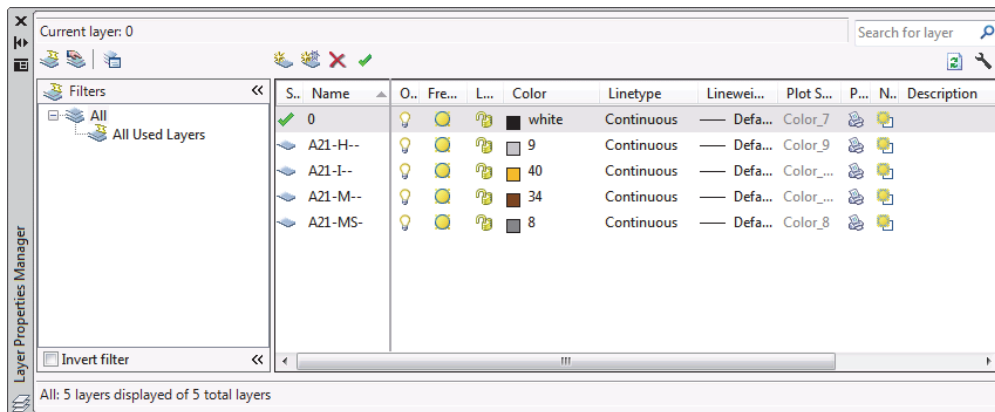 Current layer: 0
Search for layer
Filters
All
All Used Layers
S.. Name O.. Fre... L... Color Linetype Linewei... Plot S... P... N.. Description
0 white Continuous Defa... Color_7
A21-H-- 9 Continuous Defa... Color_9
A21-I-- 40 Continuous Defa... Color_...
A21-M-- 34 Continuous Defa... Color_...
A21-MS- 8 Continuous Defa... Color_8
Invert filter
All: 5 layers displayed of 5 total layers
Layer Properties Manager